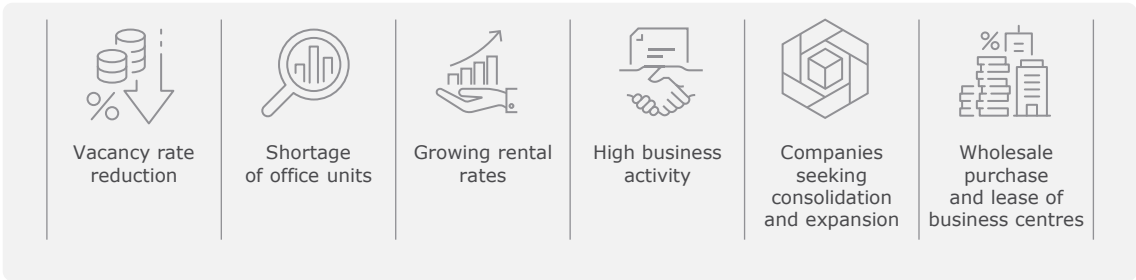 Vacancy rate
reduction
Shortage
of office units
Growing rental
rates
High business
activity
Companies
seeking
consolidation
and expansion
Wholesale
purchase
and lease of
business centres